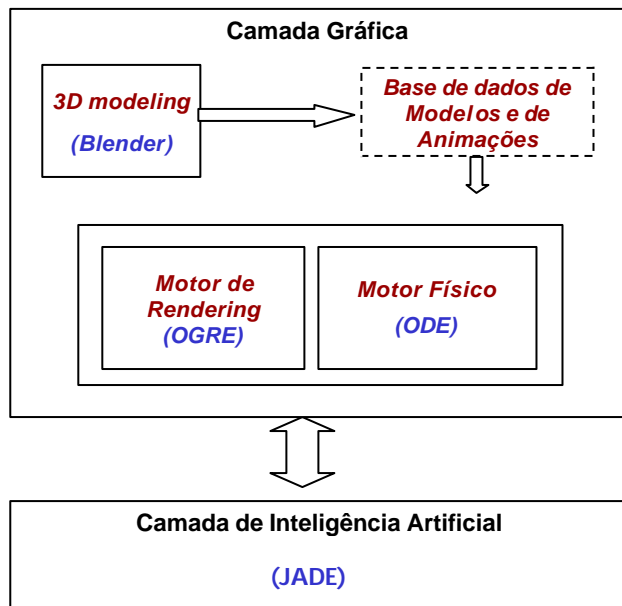 Camada Gráfica
3D modeling
(Blender)
Base de dados de
Modelos e de
Animações
Motor de
Rendering
(OGRE)
Motor Físico
(ODE)
Camada de Inteligência Artificial
(JADE)